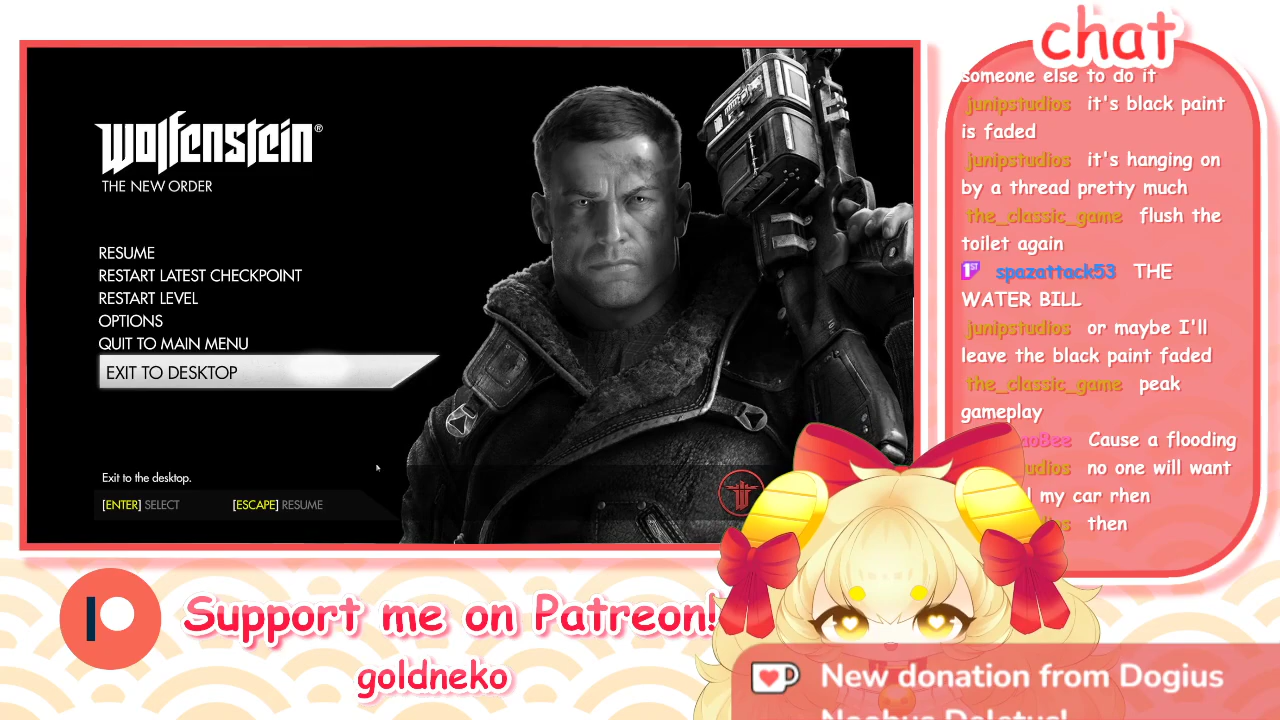 WOLFENSTEIN®
THE NEW ORDER
RESUME
RESTART LATEST CHECKPOINT
RESTART LEVEL
OPTIONS
QUIT TO MAIN MENU
EXIT TO DESKTOP
Exit to the desktop.
[ENTER] SELECT [ESCAPE] RESUME
chat
someone else to do it
junipstudios it's black paint
is faded
junipstudios it's hanging on
by a thread pretty much
the_classic_game flush the
toilet again
1ST spazattack53 THE
WATER BILL
junipstudios or maybe I'll
leave the black paint faded
the_classic_game peak
gameplay
Cause a flooding
no one will want
my car rhen
then
Support me on Patreon!
goldneko
New donation from Dogius